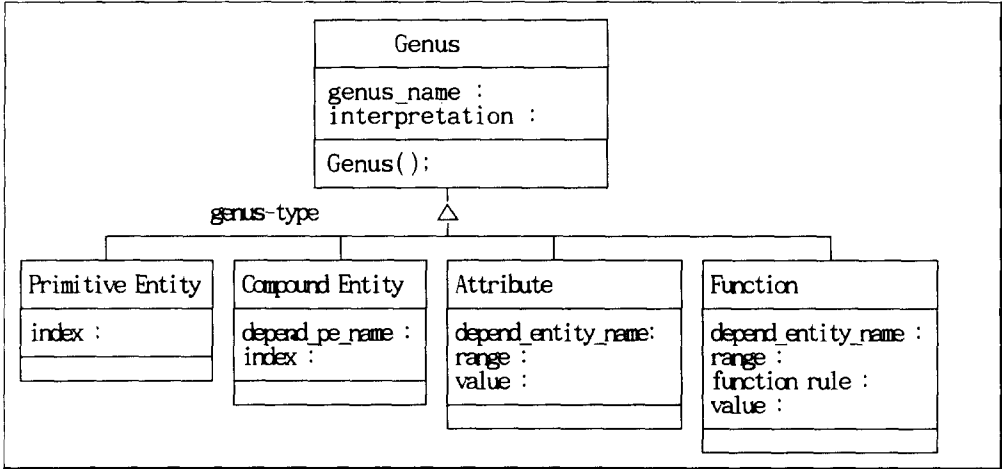 Genus
genus_name :
interpretation :
Genus();
genus-type
Primitive Entity
index :
Compound Entity
depend_pe_name :
index :
Attribute
depend_entity_name:
range :
value :
Function
depend_entity_name :
range :
function rule :
value :